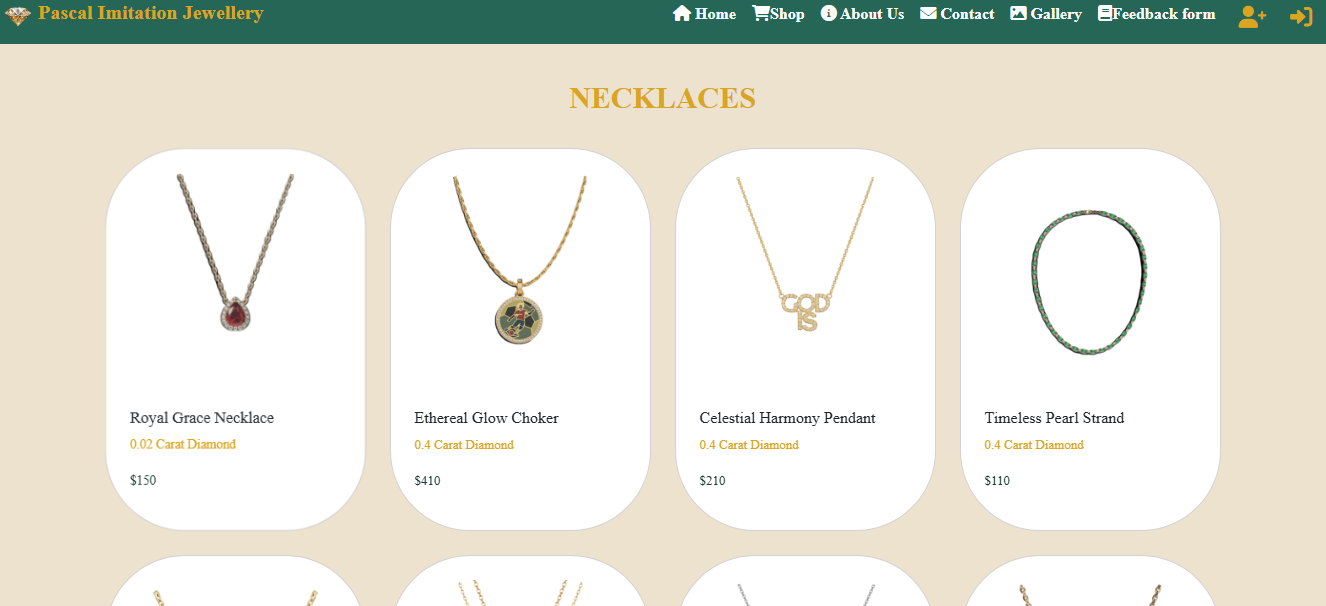 Pascal Imitation Jewellery
Home Shop About Us Contact Gallery Feedback form
NECKLACES
GOD
IS
Royal Grace Necklace
0.02 Carat Diamond
$150
Ethereal Glow Choker
0.4 Carat Diamond
$410
Celestial Harmony Pendant
0.4 Carat Diamond
$210
Timeless Pearl Strand
0.4 Carat Diamond
$110